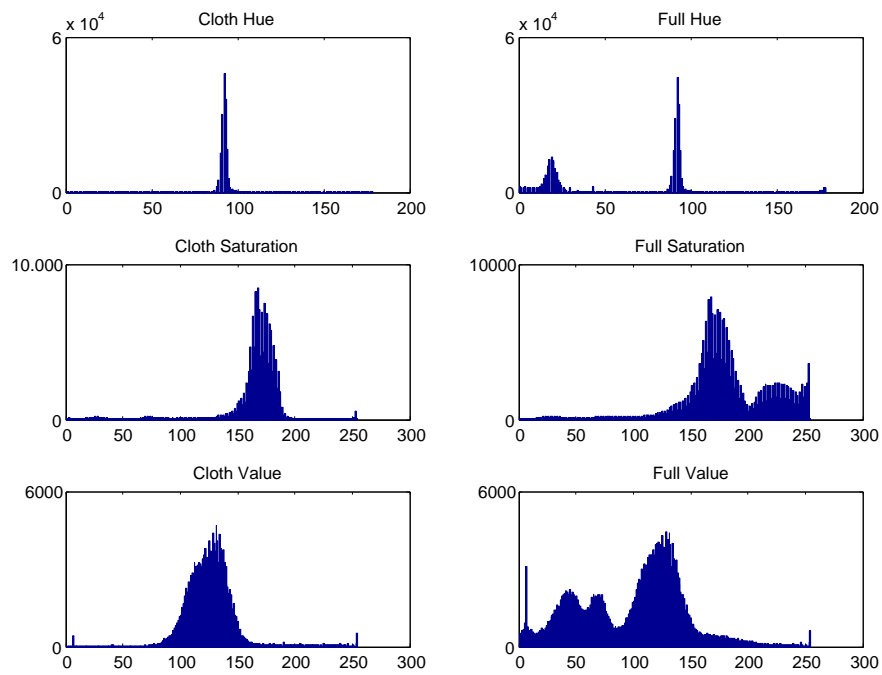 Cloth Hue
Full Hue
x 10^4
x 10^4
6
6
0
0
0 50 100 150 200
0 50 100 150 200
Cloth Saturation
Full Saturation
10.000
10000
0
0
0 50 100 150 200 250 300
0 50 100 150 200 250 300
Cloth Value
Full Value
6000
6000
0
0
0 50 100 150 200 250 300
0 50 100 150 200 250 300